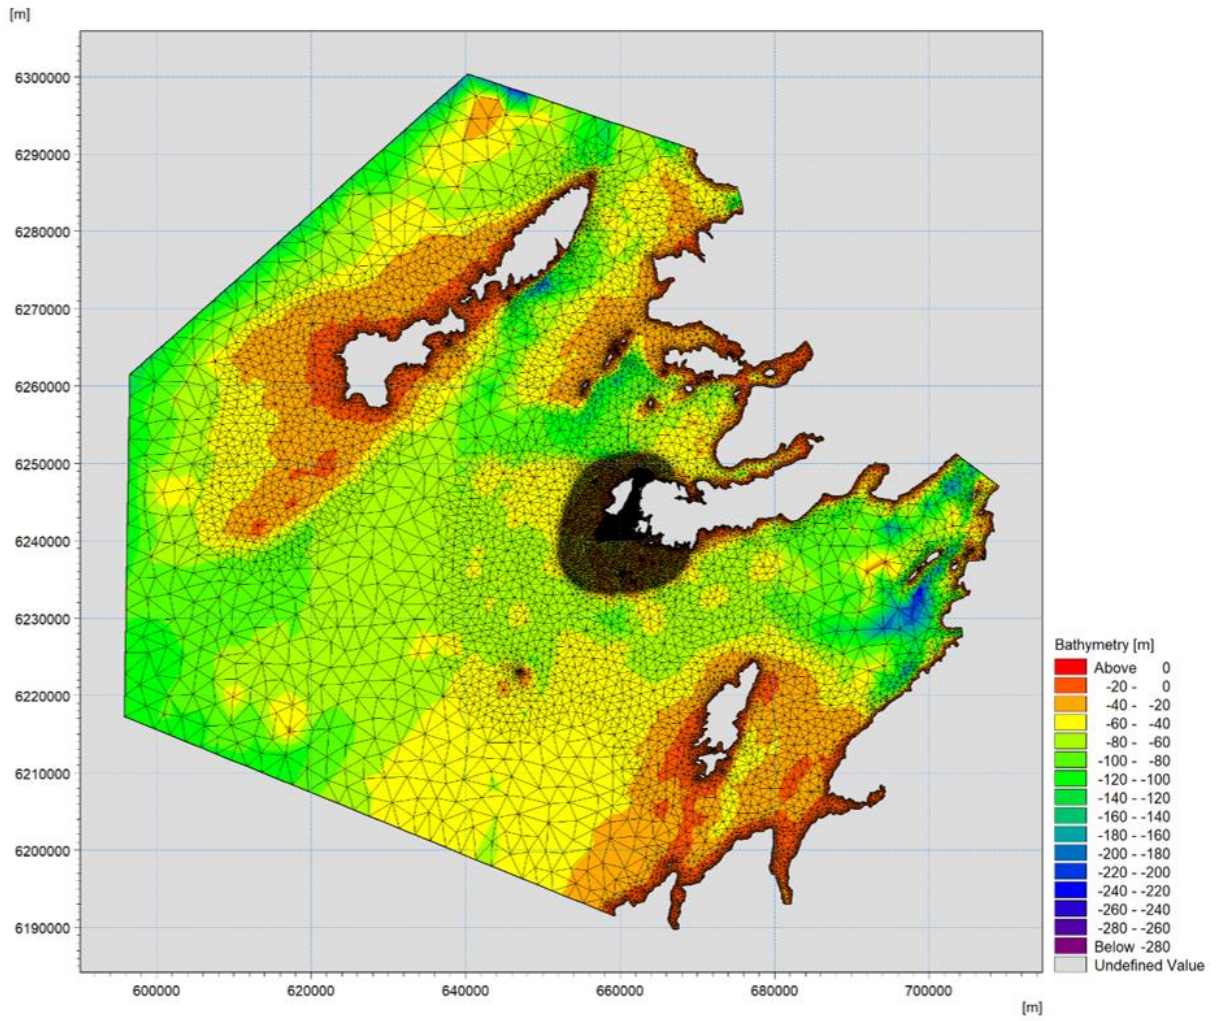 [m]
6300000
6290000
6280000
6270000
6260000
6250000
6240000
6230000
6220000
6210000
6200000
6190000
600000 620000 640000 660000 680000 700000
[m]
Bathymetry [m]
Above 0
-20 - 0
-40 - -20
-60 - -40
-80 - -60
-100 - -80
-120 - -100
-140 - -120
-160 - -140
-180 - -160
-200 - -180
-220 - -200
-240 - -220
-260 - -240
-280 - -260
Below -280
Undefined Value